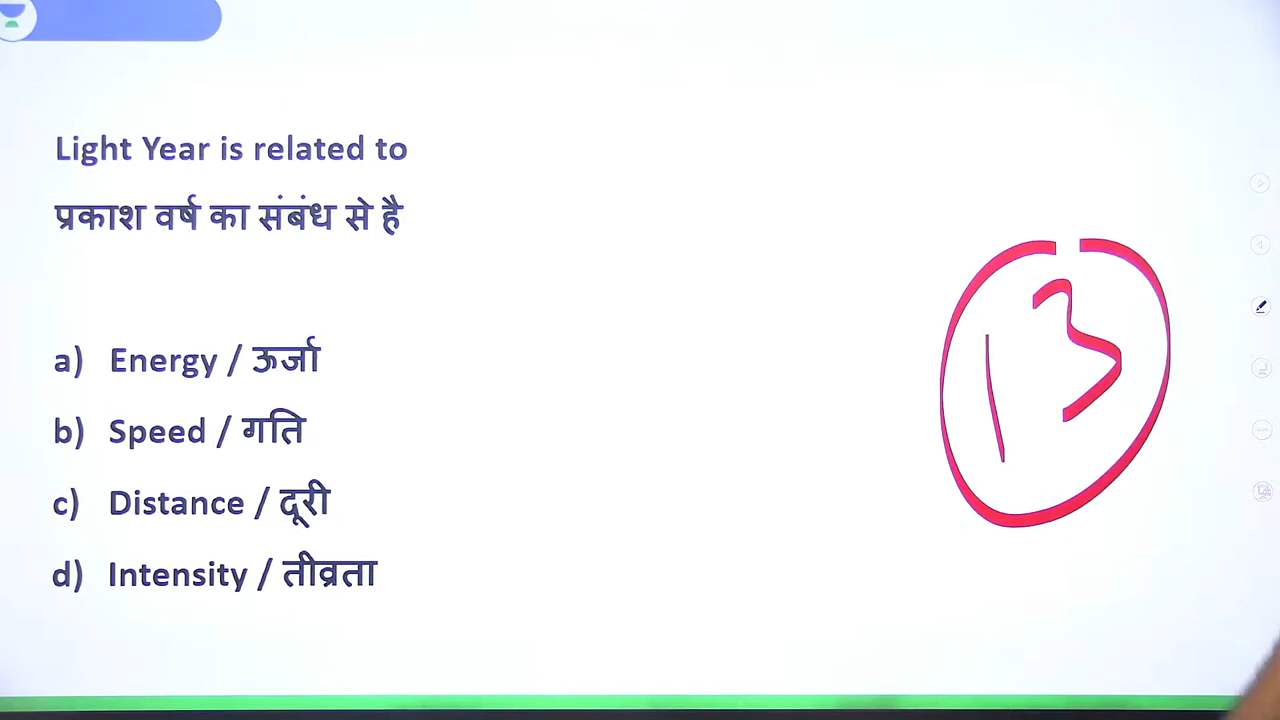 Light Year is related to
प्रकाश वर्ष का संबंध से है
a) Energy / ऊर्जा
b) Speed / गति
c) Distance / दूरी
d) Intensity / तीव्रता
13